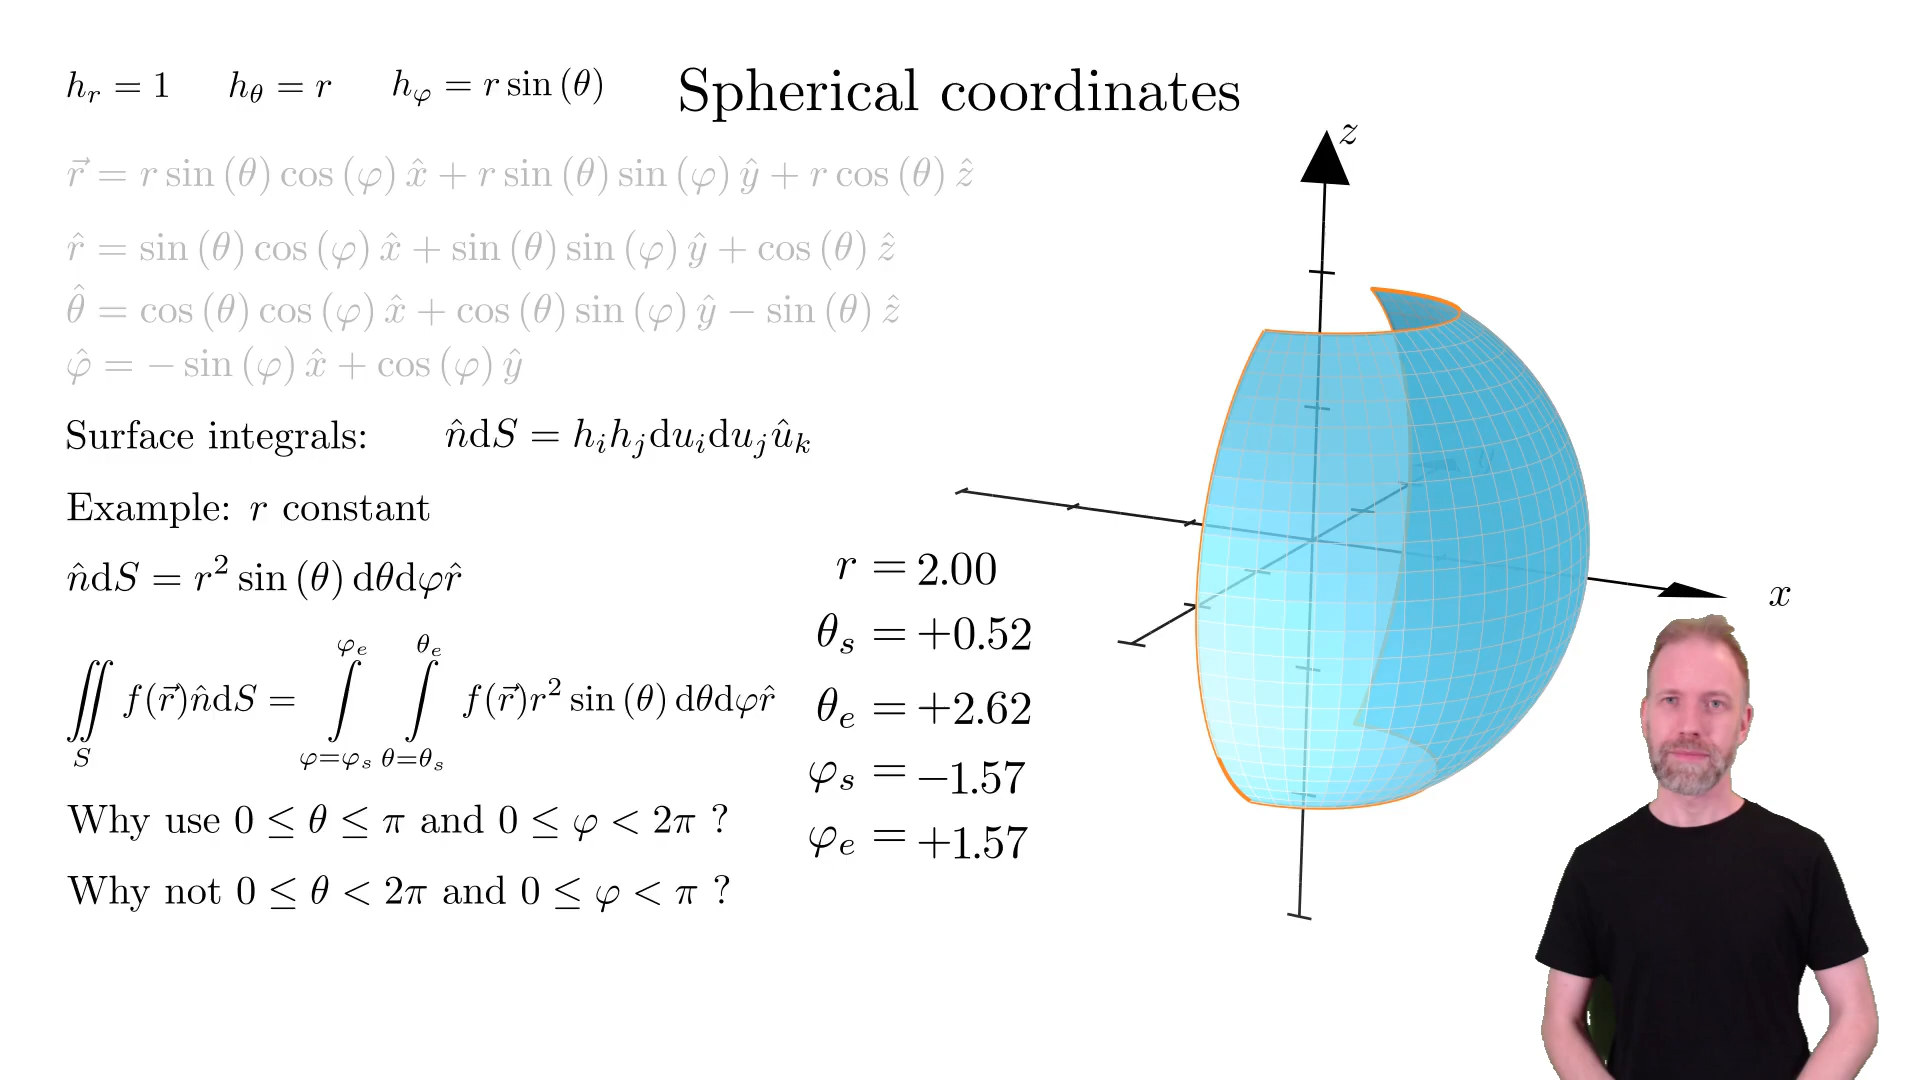 Spherical coordinates
h_r = 1 h_θ = r h_φ = r sin (θ)
r⃗ = r sin (θ) cos (φ) x̂ + r sin (θ) sin (φ) ŷ + r cos (θ) ẑ
r̂ = sin (θ) cos (φ) x̂ + sin (θ) sin (φ) ŷ + cos (θ) ẑ
θ̂ = cos (θ) cos (φ) x̂ + cos (θ) sin (φ) ŷ − sin (θ) ẑ
φ̂ = − sin (φ) x̂ + cos (φ) ŷ
Surface integrals: n̂dS = h_i h_j du_i du_j û_k
Example: r constant
n̂dS = r² sin (θ) dθdφr̂
∬_S f(r⃗)n̂dS = ∫_{φ=φ_s}^{φ_e} ∫_{θ=θ_s}^{θ_e} f(r⃗)r² sin (θ) dθdφr̂
Why use 0 ≤ θ ≤ π and 0 ≤ φ < 2π ?
Why not 0 ≤ θ < 2π and 0 ≤ φ < π ?
r = 2.00
θ_s = +0.52
θ_e = +2.62
φ_s = −1.57
φ_e = +1.57
z
y
x